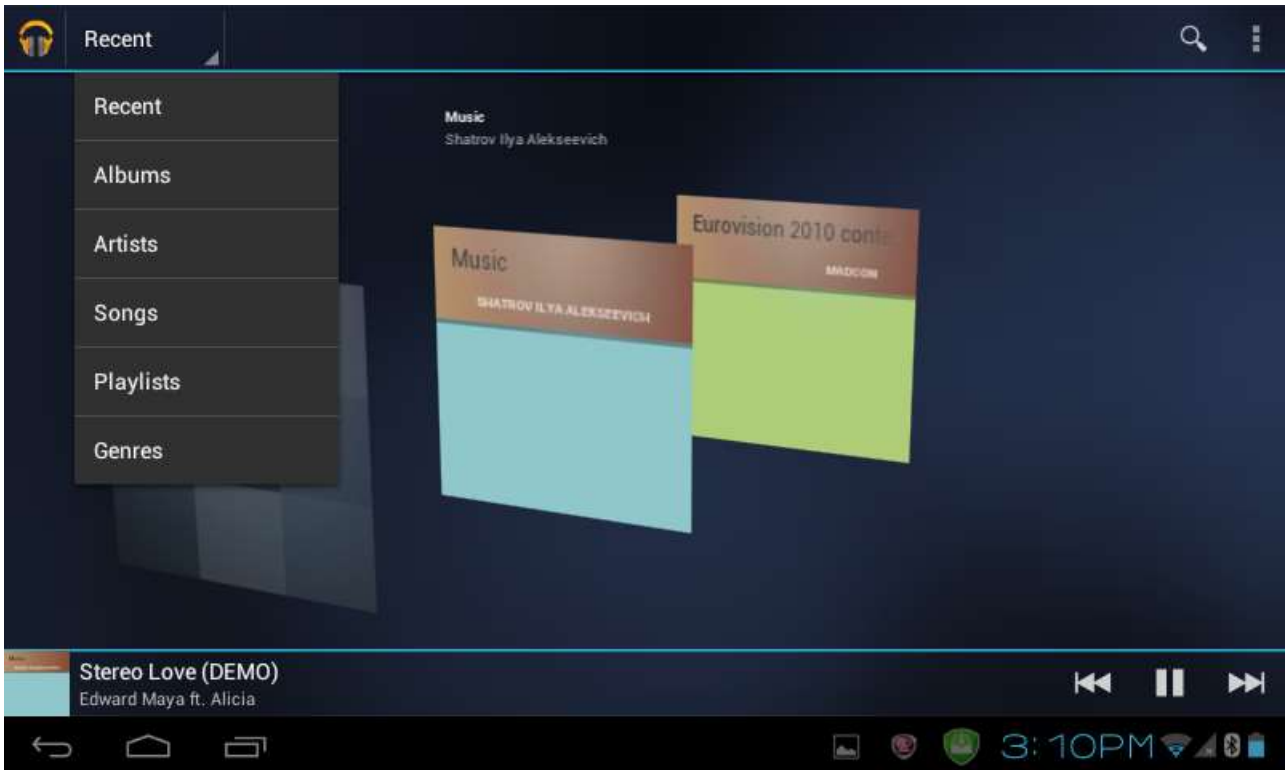 Recent
Recent
Albums
Artists
Songs
Playlists
Genres
Music
Shatrov Ilya Alekseevich
Music
SHATROV ILYA ALEKSEEVICH
Eurovision 2010 conte
MADCON
Stereo Love (DEMO)
Edward Maya ft. Alicia
3:10PM